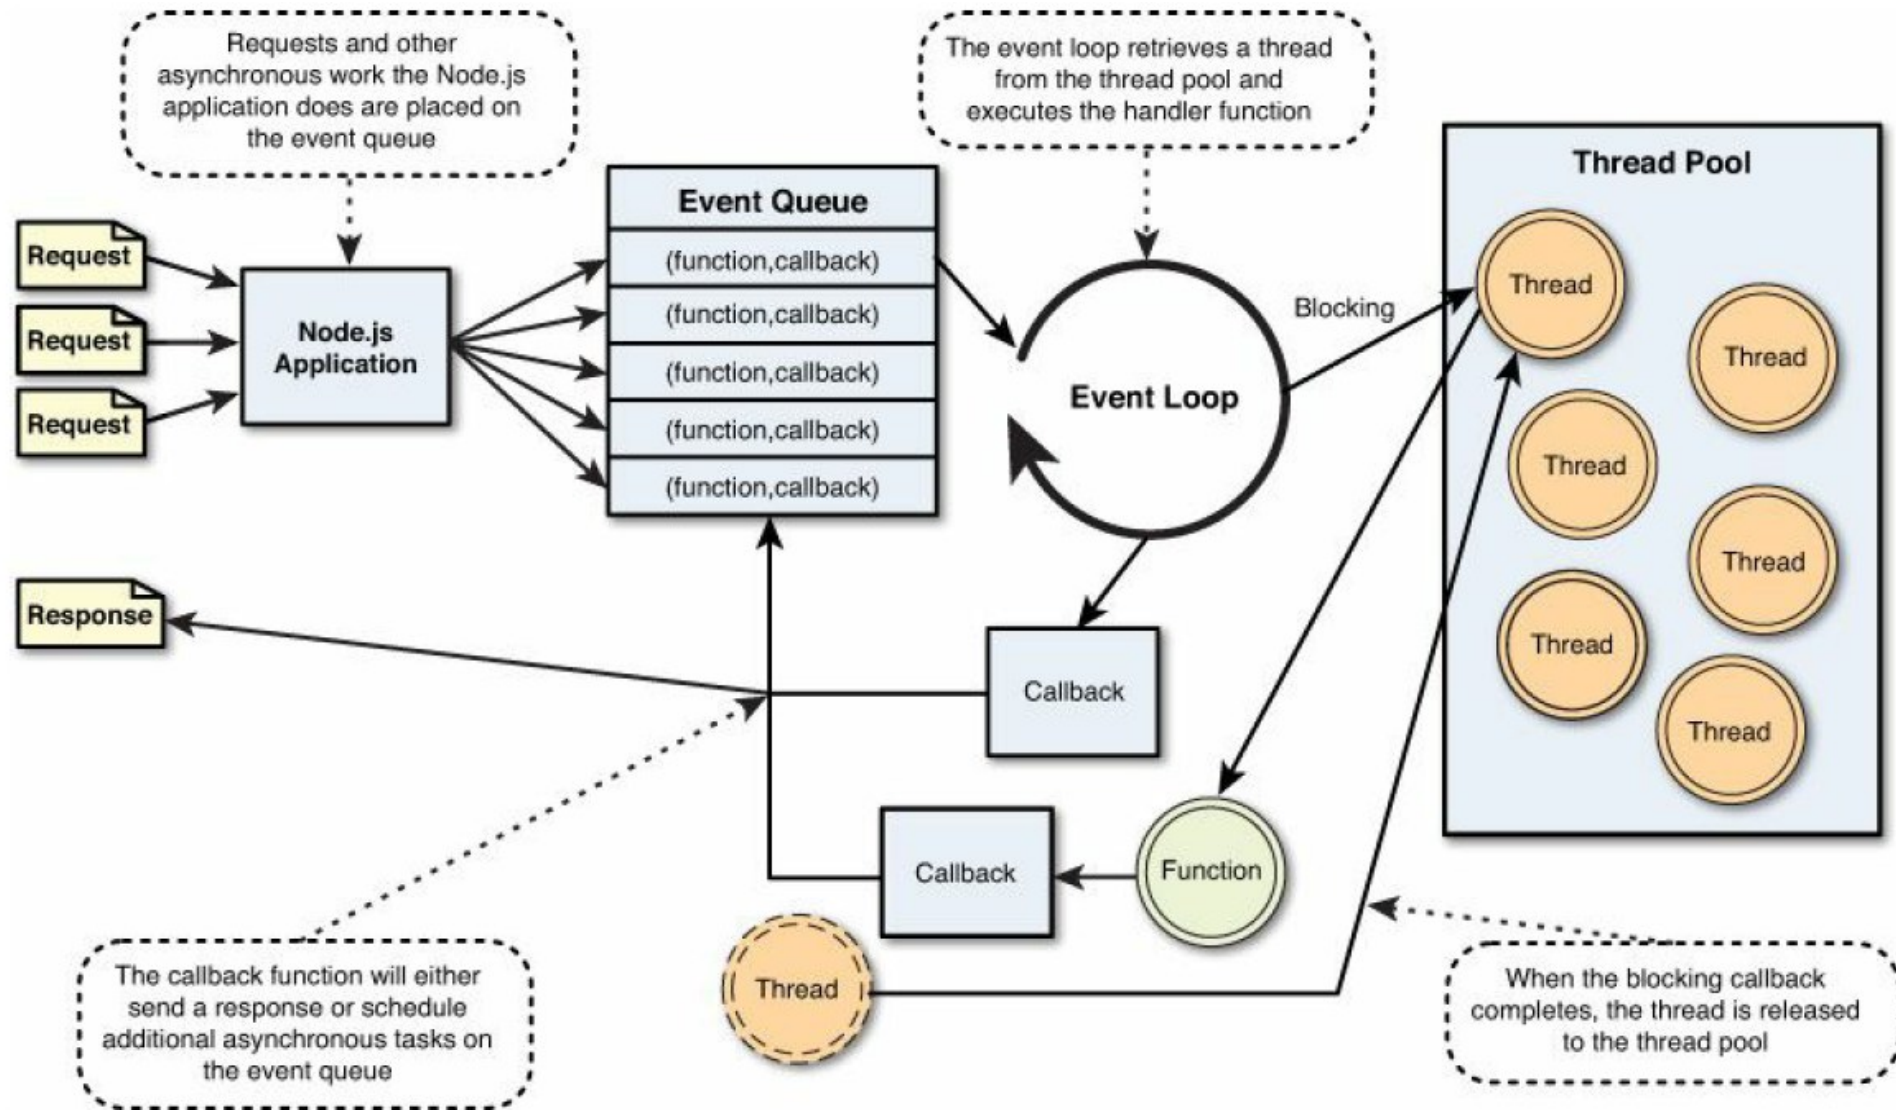 Requests and other
asynchronous work the Node.js
application does are placed on
the event queue
The event loop retrieves a thread
from the thread pool and
executes the handler function
Thread Pool
Request
Request
Request
Node.js
Application
Event Queue
(function,callback)
(function,callback)
(function,callback)
(function,callback)
(function,callback)
Event Loop
Blocking
Thread
Thread
Thread
Thread
Thread
Thread
Response
Callback
Callback
Function
Thread
The callback function will either
send a response or schedule
additional asynchronous tasks on
the event queue
When the blocking callback
completes, the thread is released
to the thread pool